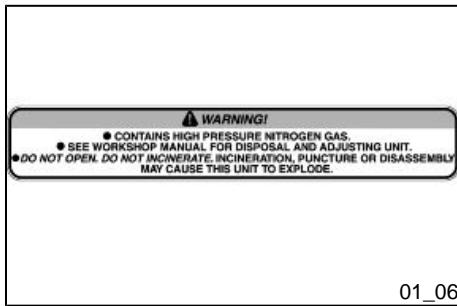 WARNING!
● CONTAINS HIGH PRESSURE NITROGEN GAS.
● SEE WORKSHOP MANUAL FOR DISPOSAL AND ADJUSTING UNIT.
●DO NOT OPEN. DO NOT INCINERATE. INCINERATION, PUNCTURE OR DISASSEMBLY
MAY CAUSE THIS UNIT TO EXPLODE.
01_06